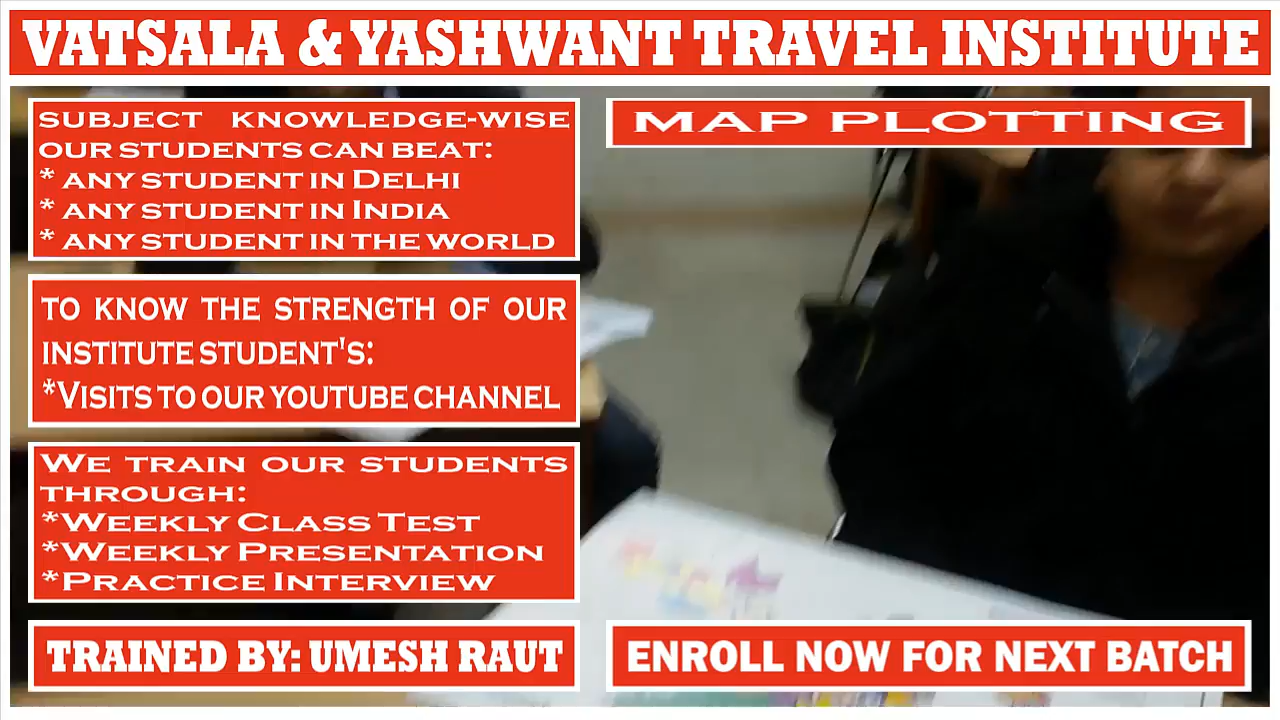 VATSALA & YASHWANT TRAVEL INSTITUTE
SUBJECT KNOWLEDGE-WISE
OUR STUDENTS CAN BEAT:
* ANY STUDENT IN DELHI
* ANY STUDENT IN INDIA
* ANY STUDENT IN THE WORLD
MAP PLOTTING
TO KNOW THE STRENGTH OF OUR
INSTITUTE STUDENT'S:
*VISITS TO OUR YOUTUBE CHANNEL
WE TRAIN OUR STUDENTS
THROUGH:
*WEEKLY CLASS TEST
*WEEKLY PRESENTATION
*PRACTICE INTERVIEW
TRAINED BY: UMESH RAUT
ENROLL NOW FOR NEXT BATCH